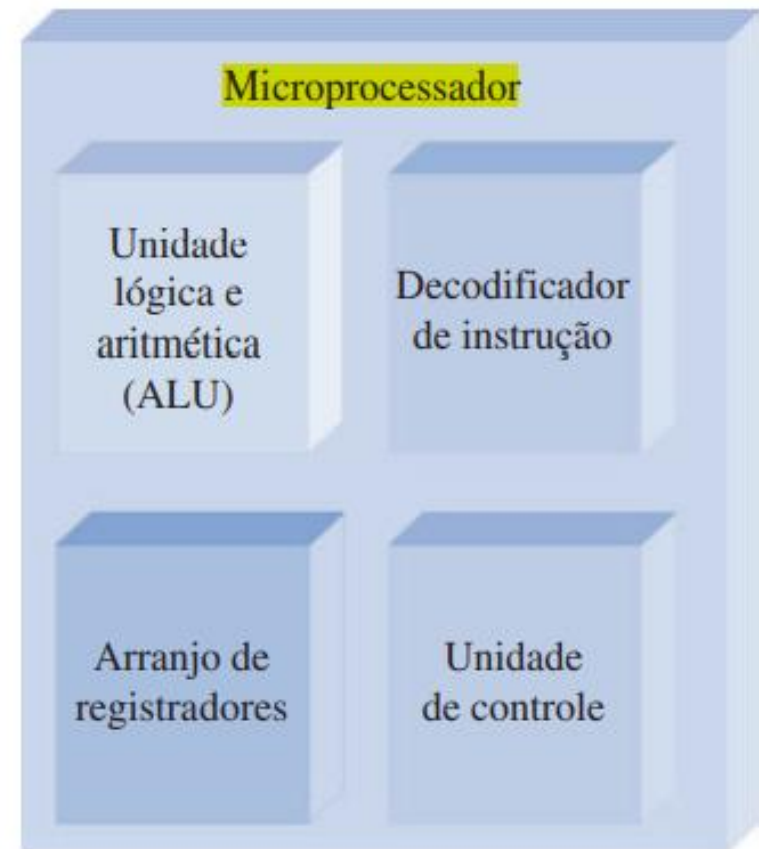 Microprocessador
Unidade
lógica e
aritmética
(ALU)
Decodificador
de instrução
Arranjo de
registradores
Unidade
de controle